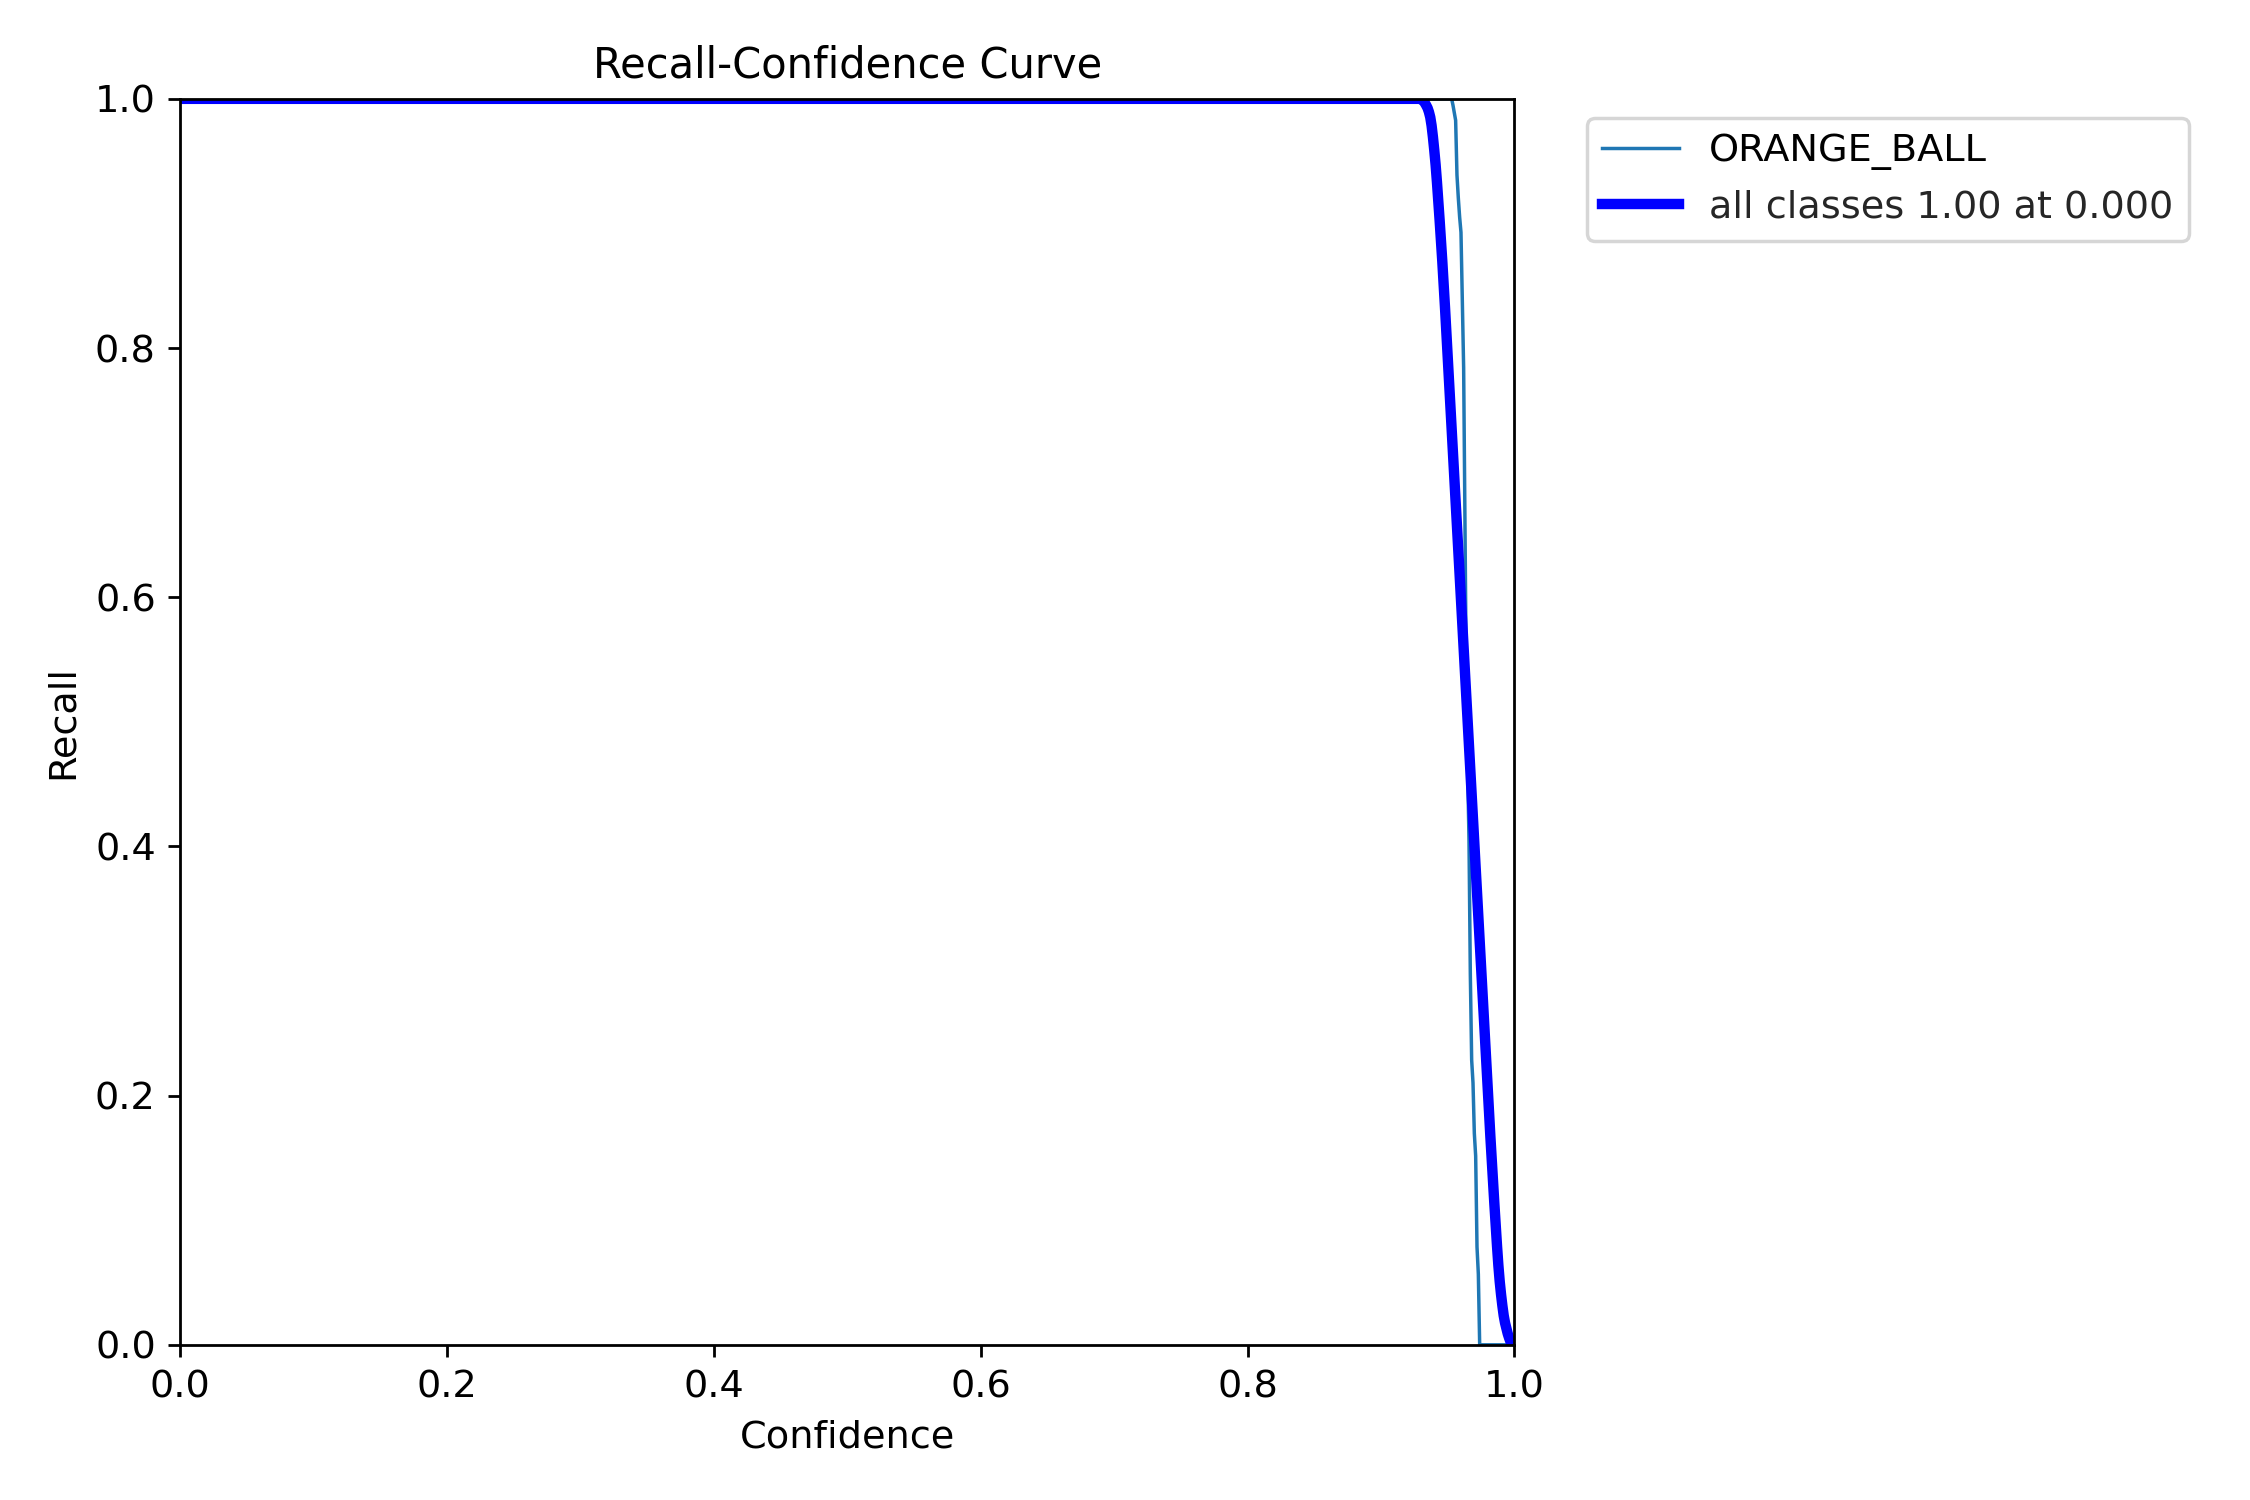 Recall-Confidence Curve
1.0
0.8
0.6
0.4
0.2
0.0
Recall
0.0 0.2 0.4 0.6 0.8 1.0
Confidence
ORANGE_BALL
all classes 1.00 at 0.000